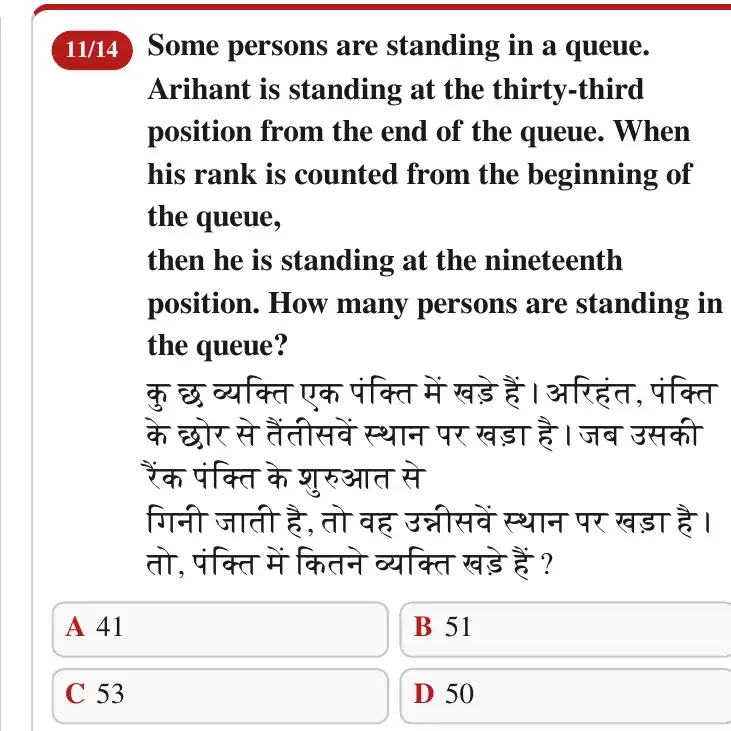 11/14 Some persons are standing in a queue.
Arihant is standing at the thirty-third
position from the end of the queue. When
his rank is counted from the beginning of
the queue,
then he is standing at the nineteenth
position. How many persons are standing in
the queue?
कु छ व्यक्ति एक पंक्ति में खड़े हैं। अरिहंत, पंक्ति
के छोर से तैंतीसवें स्थान पर खड़ा है। जब उसकी
रैंक पंक्ति के शुरुआत से
गिनी जाती है, तो वह उन्नीसवें स्थान पर खड़ा है।
तो, पंक्ति में कितने व्यक्ति खड़े हैं ?
A 41
B 51
C 53
D 50